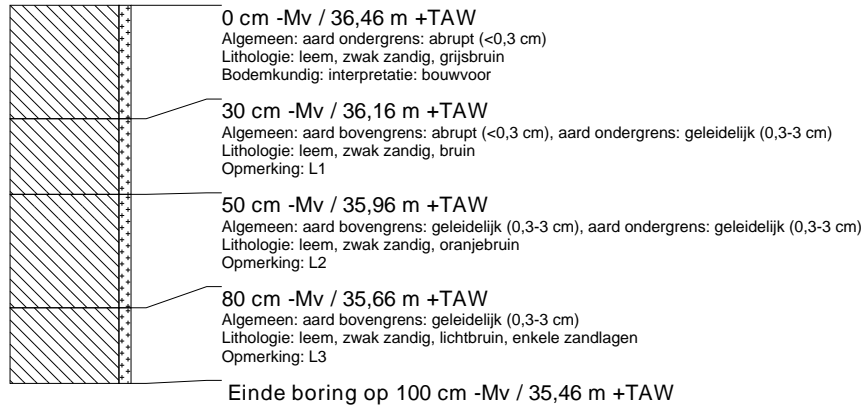 0 cm -Mv / 36,46 m +TAW
Algemeen: aard ondergrens: abrupt (<0,3 cm)
Lithologie: leem, zwak zandig, grijsbruin
Bodemkundig: interpretatie: bouwvoor
30 cm -Mv / 36,16 m +TAW
Algemeen: aard bovengrens: abrupt (<0,3 cm), aard ondergrens: geleidelijk (0,3-3 cm)
Lithologie: leem, zwak zandig, bruin
Opmerking: L1
50 cm -Mv / 35,96 m +TAW
Algemeen: aard bovengrens: geleidelijk (0,3-3 cm), aard ondergrens: geleidelijk (0,3-3 cm)
Lithologie: leem, zwak zandig, oranjebruin
Opmerking: L2
80 cm -Mv / 35,66 m +TAW
Algemeen: aard bovengrens: geleidelijk (0,3-3 cm)
Lithologie: leem, zwak zandig, lichtbruin, enkele zandlagen
Opmerking: L3
Einde boring op 100 cm -Mv / 35,46 m +TAW